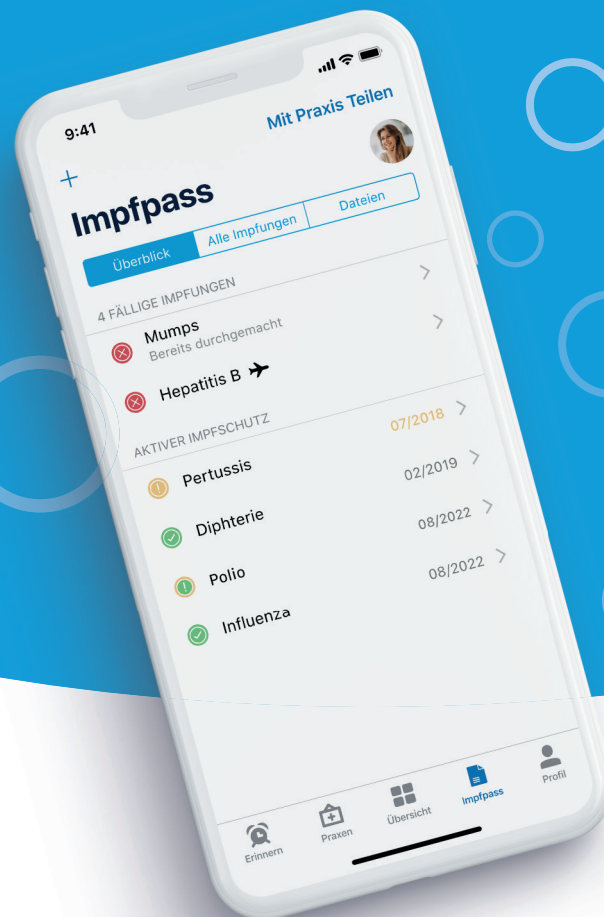 9:41
Mit Praxis Teilen
+
Impfpass
Überblick
Alle Impfungen
Dateien
4 FÄLLIGE IMPFUNGEN
Mumps
Bereits durchgemacht
Hepatitis B
AKTIVER IMPFSCHUTZ
Pertussis 07/2018
Diphterie 02/2019
Polio 08/2022
Influenza 08/2022
Erinnern
Praxen
Übersicht
Impfpass
Profil